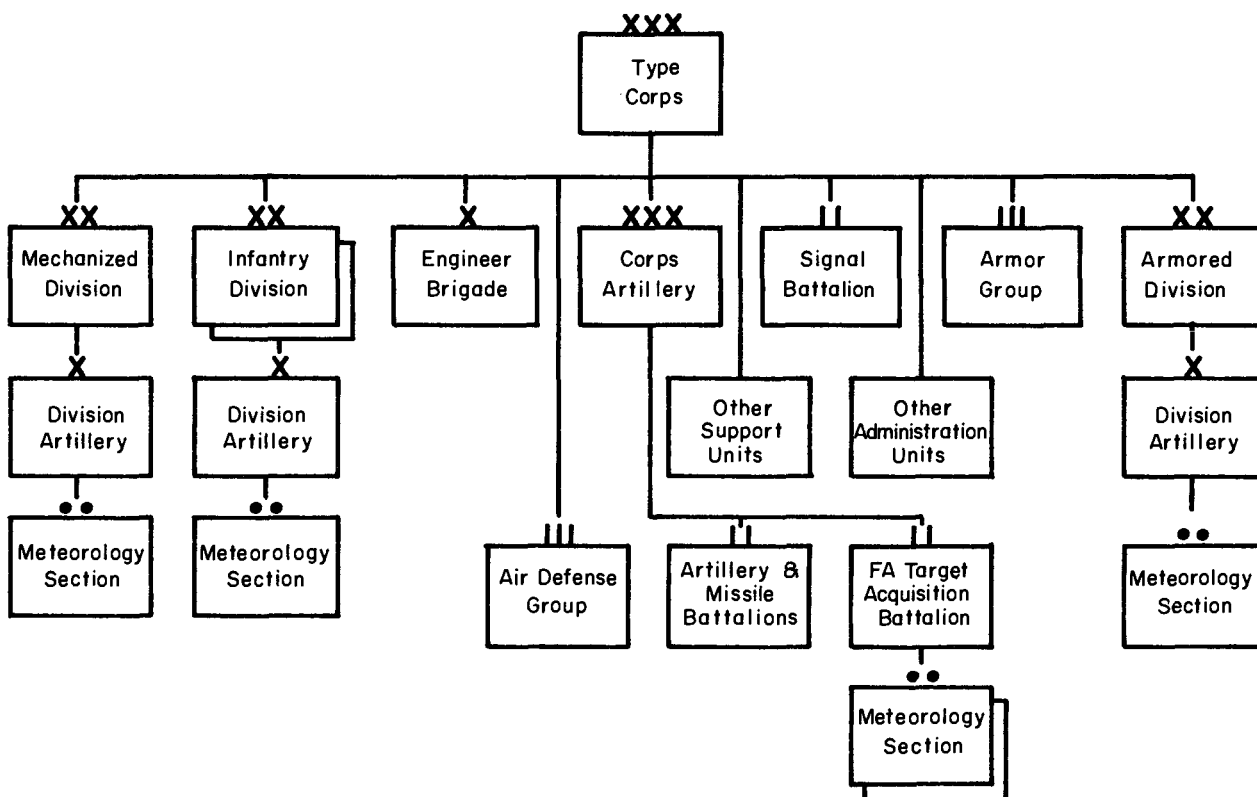 XXX
Type
Corps
XX
Mechanized
Division
XX
Infantry
Division
X
Engineer
Brigade
XXX
Corps
Artillery
II
Signal
Battalion
III
Armor
Group
XX
Armored
Division
X
Division
Artillery
X
Division
Artillery
Other
Support
Units
Other
Administration
Units
X
Division
Artillery
••
Meteorology
Section
••
Meteorology
Section
III
Air Defense
Group
II
Artillery &
Missile
Battalions
II
FA Target
Acquisition
Battalion
••
Meteorology
Section
••
Meteorology
Section